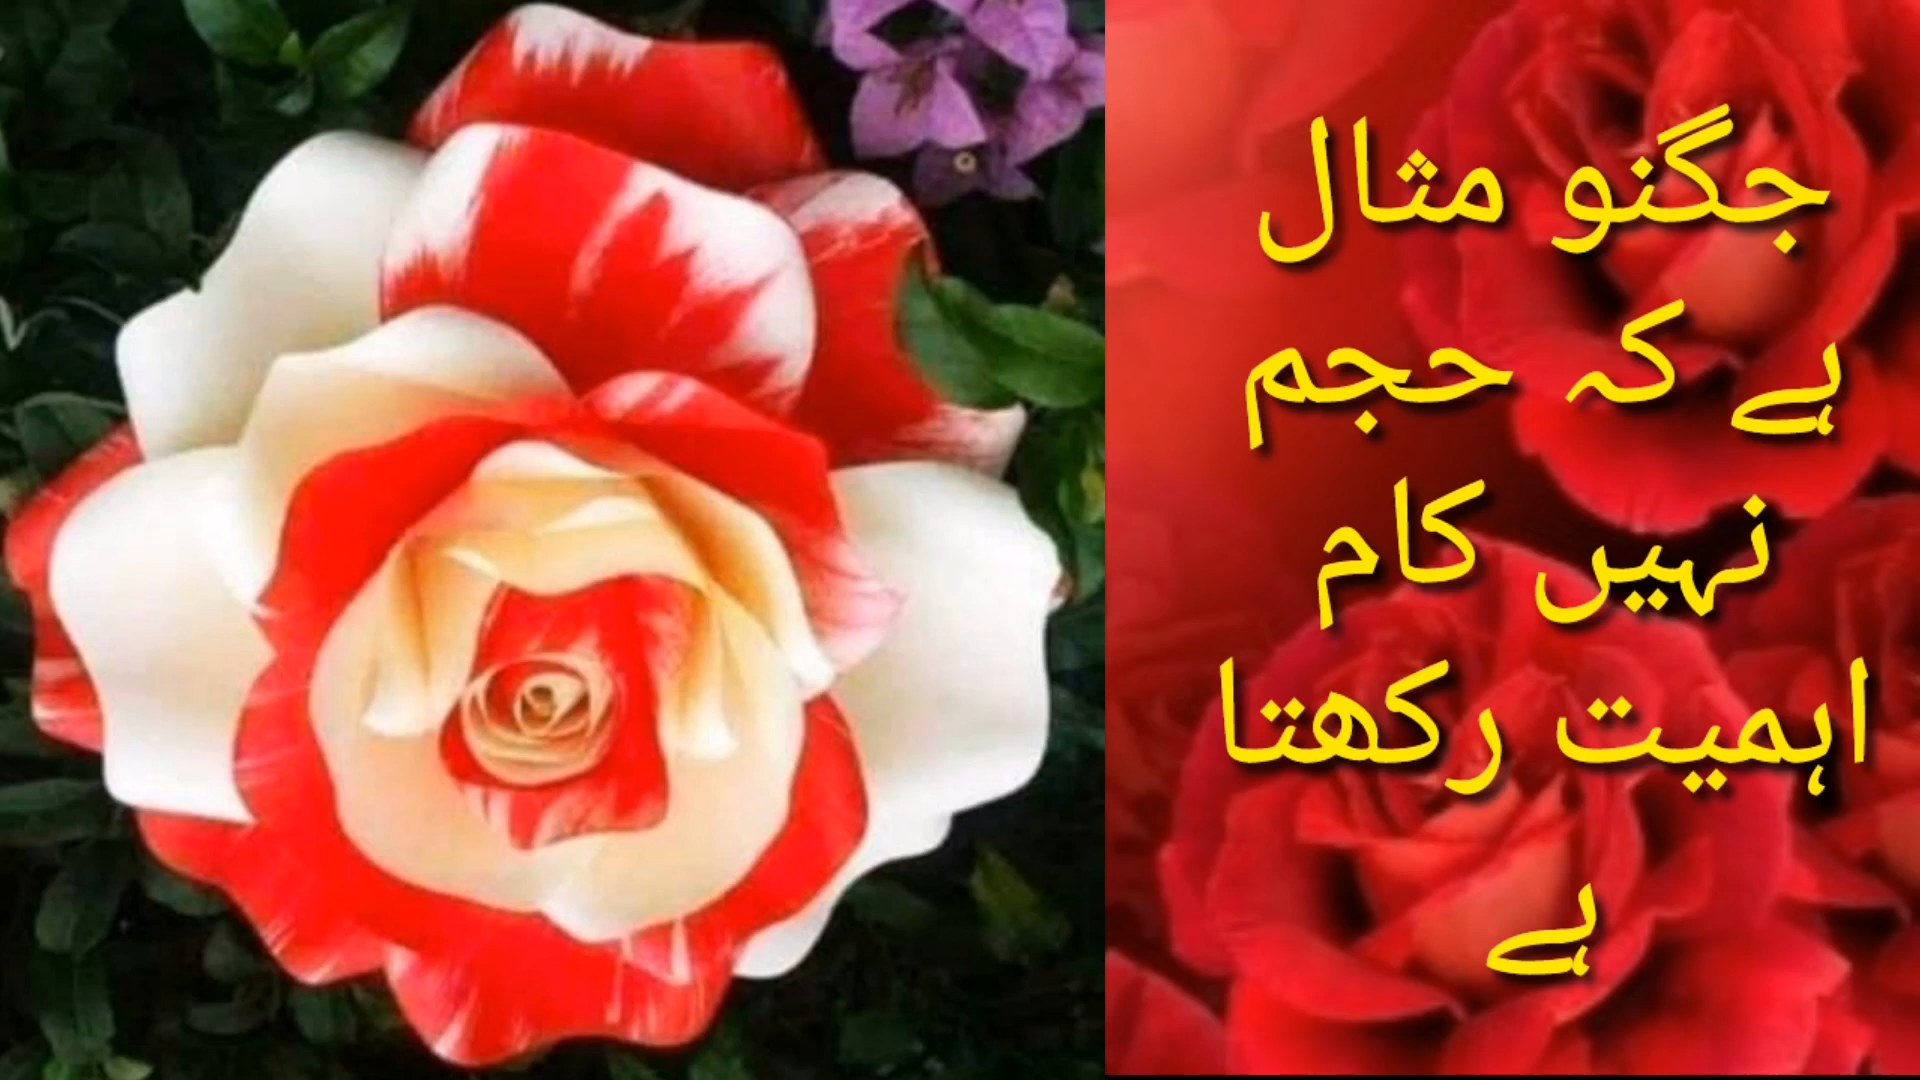 جگنو مثال
ہے کہ حجم
نہیں کام
اہمیت رکھتا
ہے